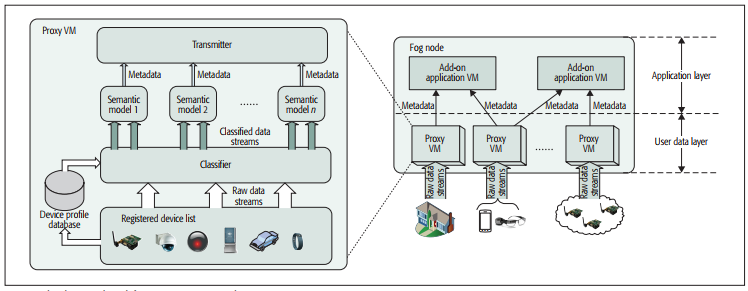 Proxy VM
Transmitter
Metadata
Metadata
Metadata
Semantic
model 1
Semantic
model 2
......
Semantic
model n
Classified data
streams
Classifier
Raw data
streams
Device profile
database
Registered device list
Fog node
Add-on
application VM
Add-on
application VM
Application layer
Metadata
Metadata
Metadata
Proxy
VM
Proxy
VM
......
Proxy
VM
User data layer
Raw data
streams
Raw data
streams
Raw data
streams